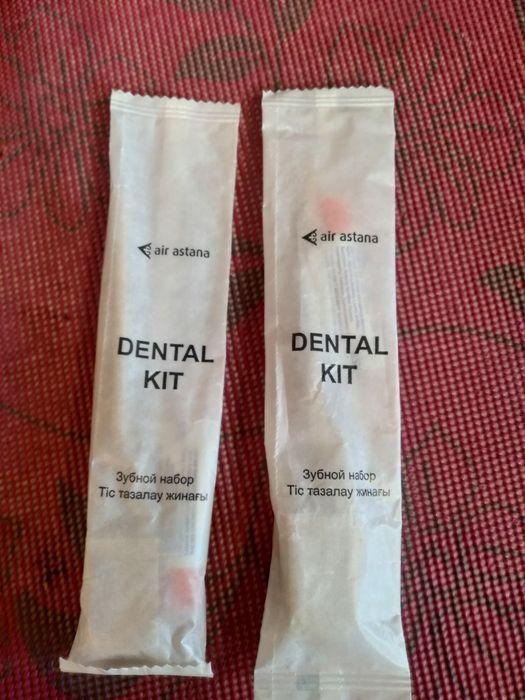 air astana
DENTAL
KIT
Зубной набор
Тіс тазалау жинағы
air astana
DENTAL
KIT
Зубной набор
Тіс тазалау жинағы